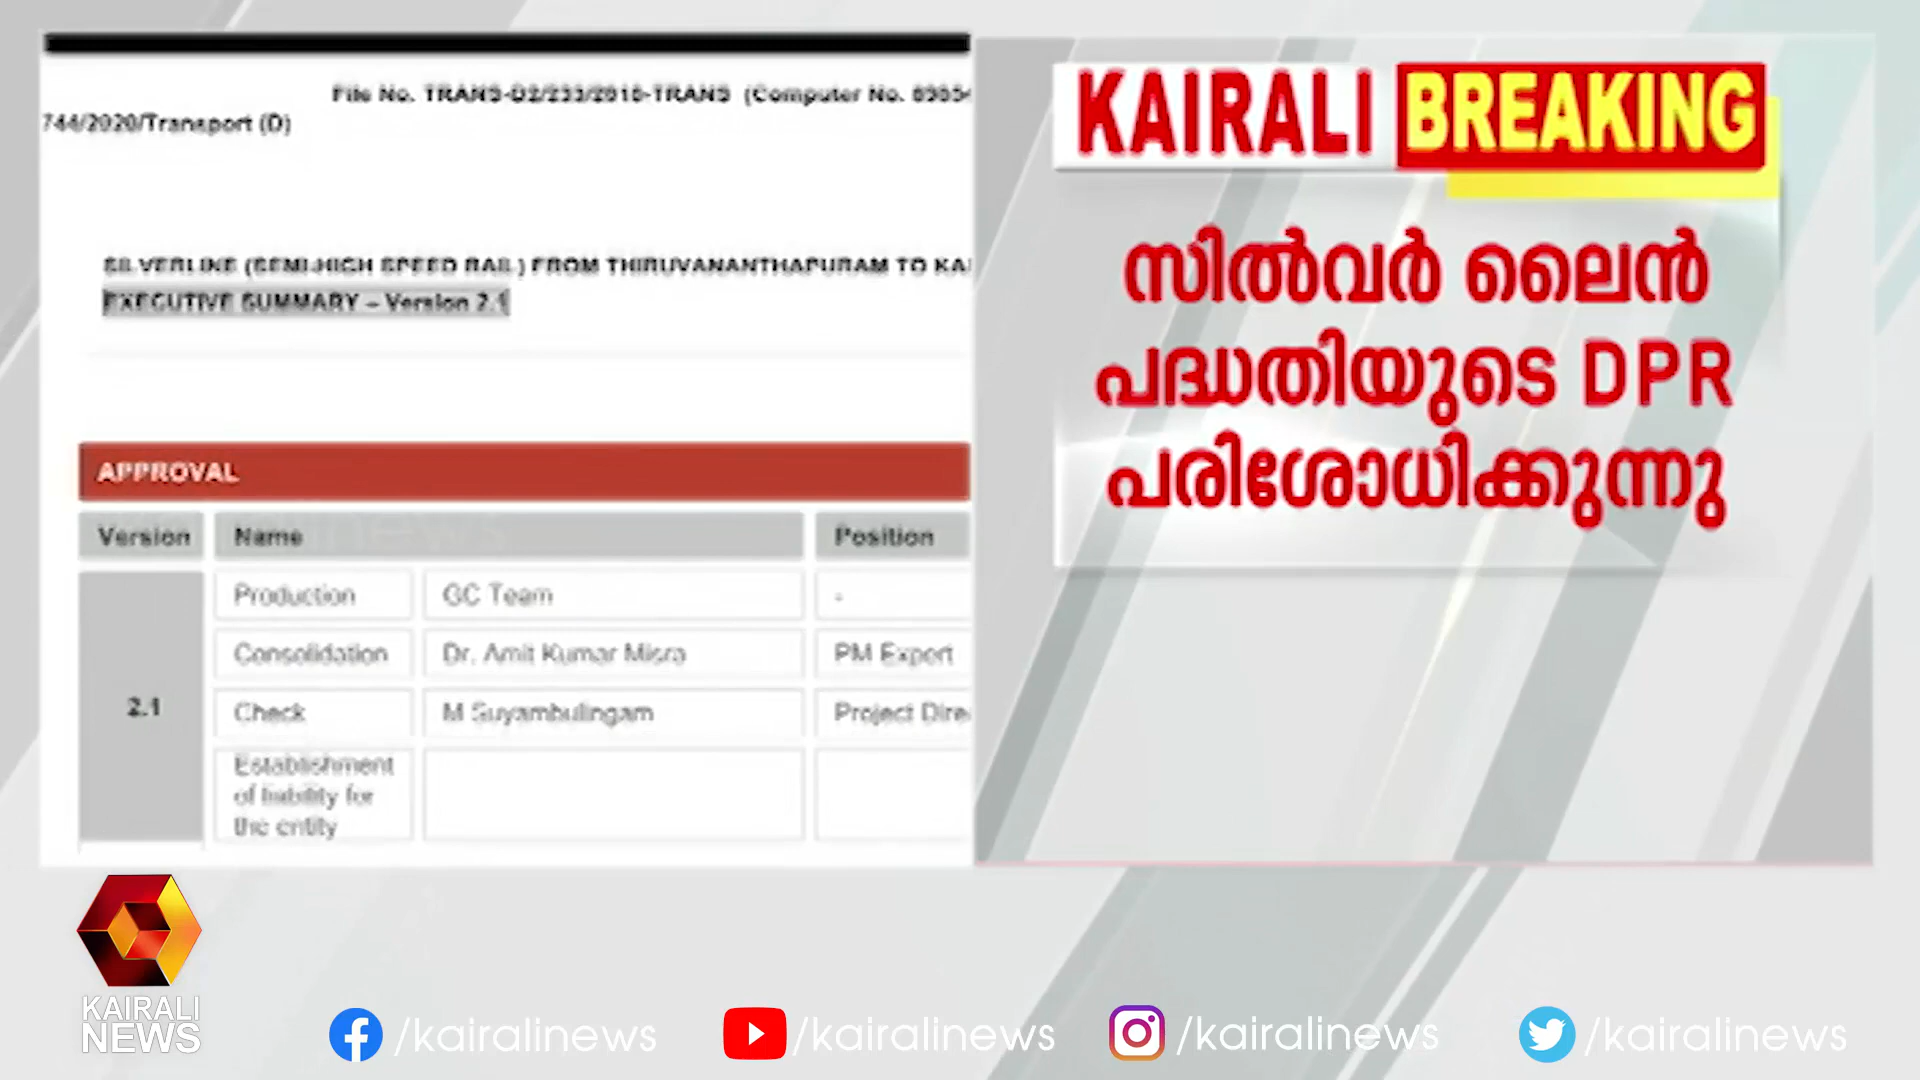 File No. TRANS-D2/233/2018-TRANS (Computer No.
744/2020/Transport (D)
SILVERLINE (SEMI-HIGH SPEED RAIL) FROM THIRUVANANTHAPURAM TO
EXECUTIVE SUMMARY – Version 2.1
APPROVAL
Version Name Position
Production GC Team -
Consolidation Dr. Amit Kumar Misra PM Expert
2.1
Check M Suyambulingam Project
Establishment
of liability for
the entity
KAIRALI BREAKING
സിൽവർ ലൈൻ
പദ്ധതിയുടെ DPR
പരിശോധിക്കുന്നു
KAIRALI
NEWS
/kairalinews /kairalinews /kairalinews /kairalinews